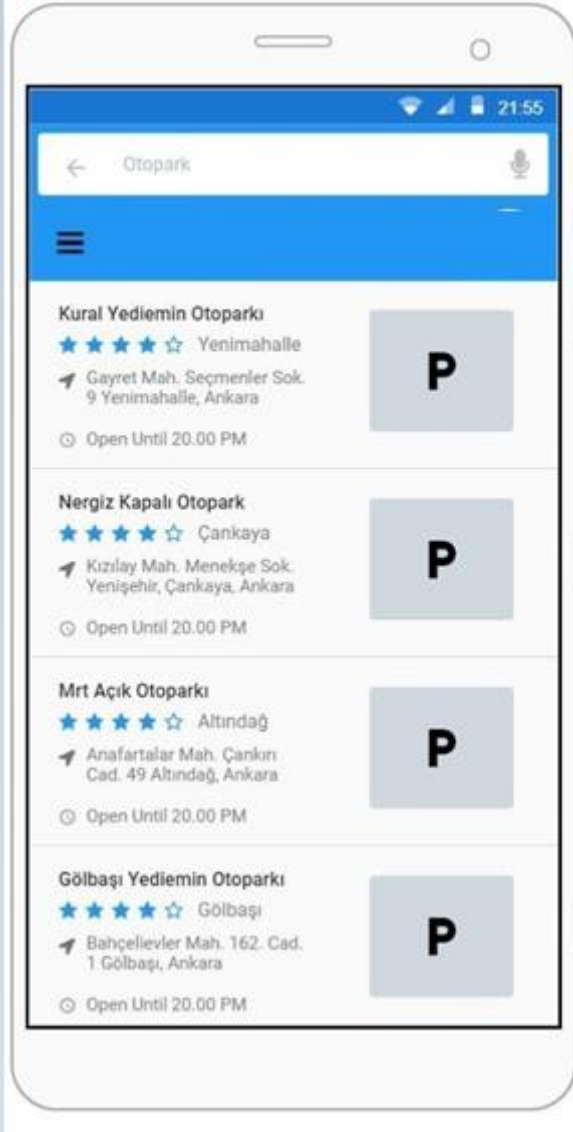 21:55
Otopark
Kural Yediemin Otoparkı
Yenimahalle
Gayret Mah. Seçmenler Sok.
9 Yenimahalle, Ankara
Open Until 20.00 PM
P
Nergiz Kapalı Otopark
Çankaya
Kızılay Mah. Menekşe Sok.
Yenişehir, Çankaya, Ankara
Open Until 20.00 PM
P
Mrt Açık Otoparkı
Altındağ
Anafartalar Mah. Çankırı
Cad. 49 Altındağ, Ankara
Open Until 20.00 PM
P
Gölbaşı Yediemin Otoparkı
Gölbaşı
Bahçelievler Mah. 162. Cad.
1 Gölbaşı, Ankara
Open Until 20.00 PM
P